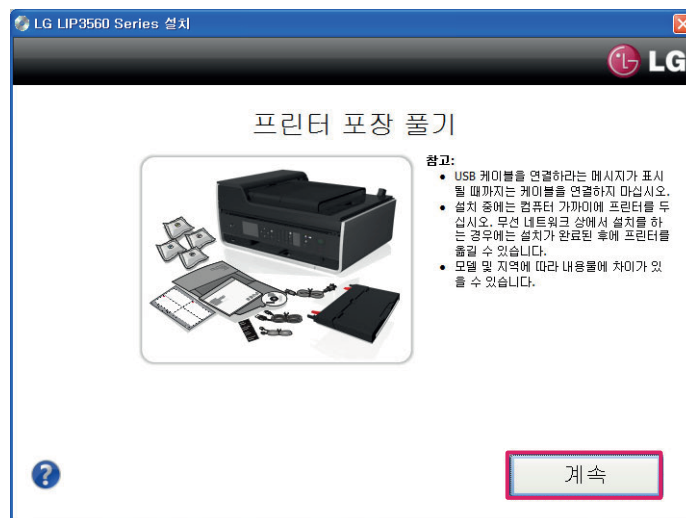 LG LIP3560 Series 설치
LG
프린터 포장 풀기
참고:
• USB 케이블을 연결하라는 메시지가 표시
될 때까지는 케이블을 연결하지 마십시오.
• 설치 중에는 컴퓨터 가까이에 프린터를 두
십시오. 무선 네트워크 상에서 설치를 하
는 경우에는 설치가 완료된 후에 프린터를
옮길 수 있습니다.
• 모델 및 지역에 따라 내용물에 차이가 있
을 수 있습니다.
?
계속